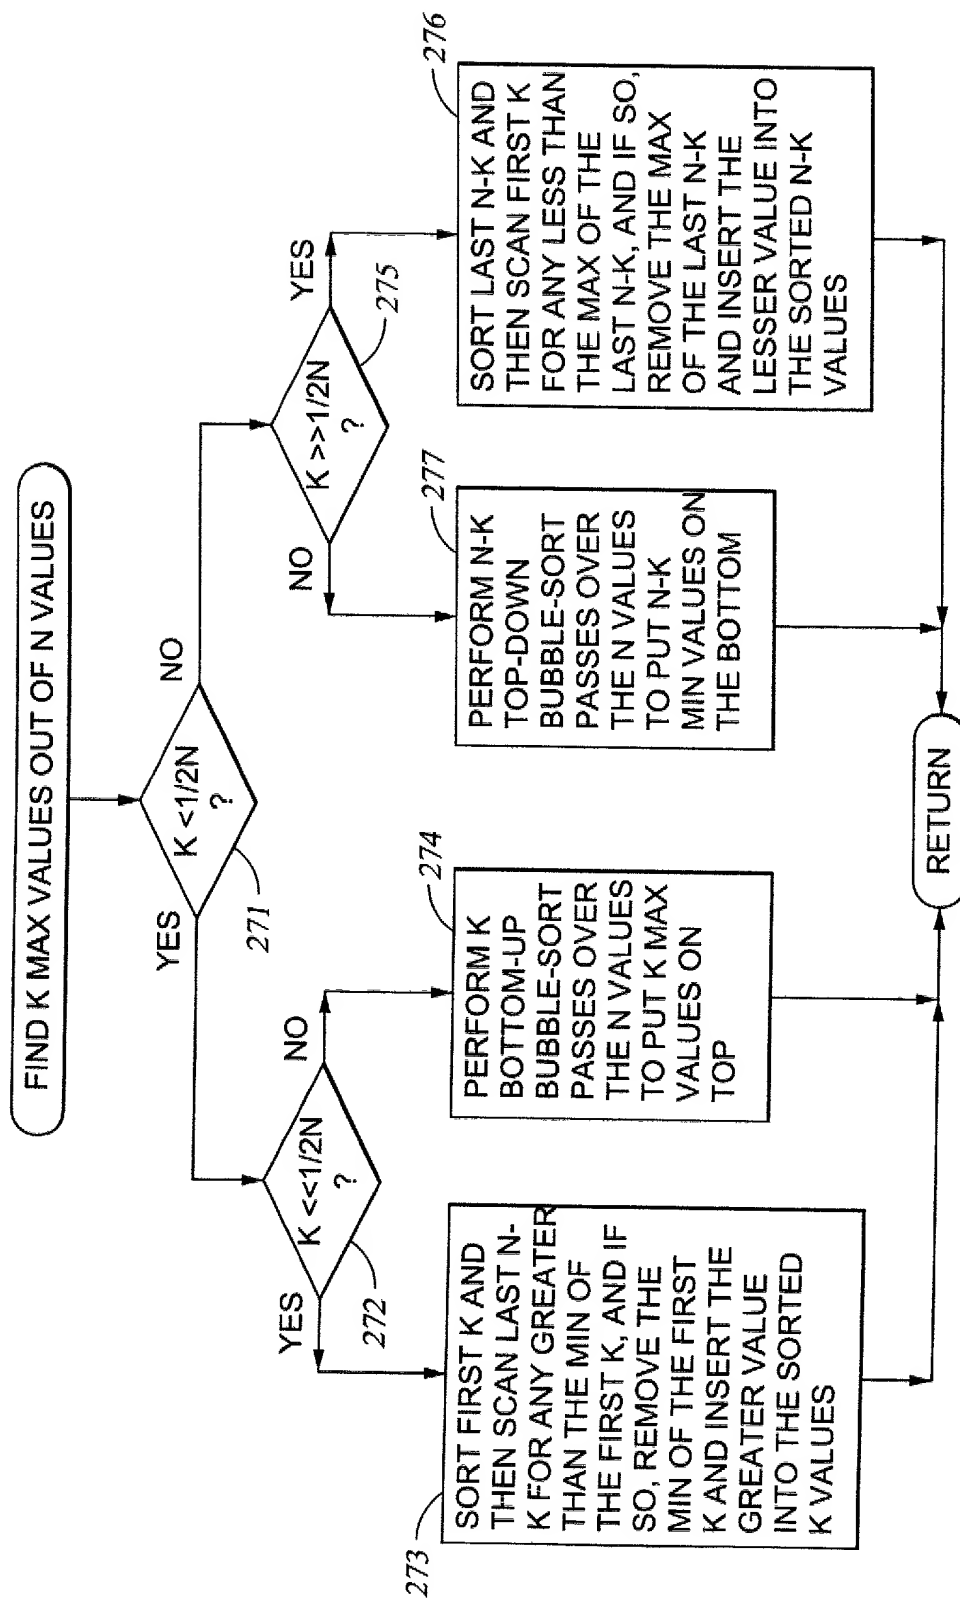 FIND K MAX VALUES OUT OF N VALUES
K <1/2N
?
271
YES
NO
K <<1/2N
?
272
YES
NO
K >>1/2N
?
275
NO
YES
273
SORT FIRST K AND
THEN SCAN LAST N-
K FOR ANY GREATER
THAN THE MIN OF
THE FIRST K, AND IF
SO, REMOVE THE
MIN OF THE FIRST
K AND INSERT THE
GREATER VALUE
INTO THE SORTED
K VALUES
274
PERFORM K
BOTTOM-UP
BUBBLE-SORT
PASSES OVER
THE N VALUES
TO PUT K MAX
VALUES ON
TOP
277
PERFORM N-K
TOP-DOWN
BUBBLE-SORT
PASSES OVER
THE N VALUES
TO PUT N-K
MIN VALUES ON
THE BOTTOM
276
SORT LAST N-K AND
THEN SCAN FIRST K
FOR ANY LESS THAN
THE MAX OF THE
LAST N-K, AND IF SO,
REMOVE THE MAX
OF THE LAST N-K
AND INSERT THE
LESSER VALUE INTO
THE SORTED N-K
VALUES
RETURN